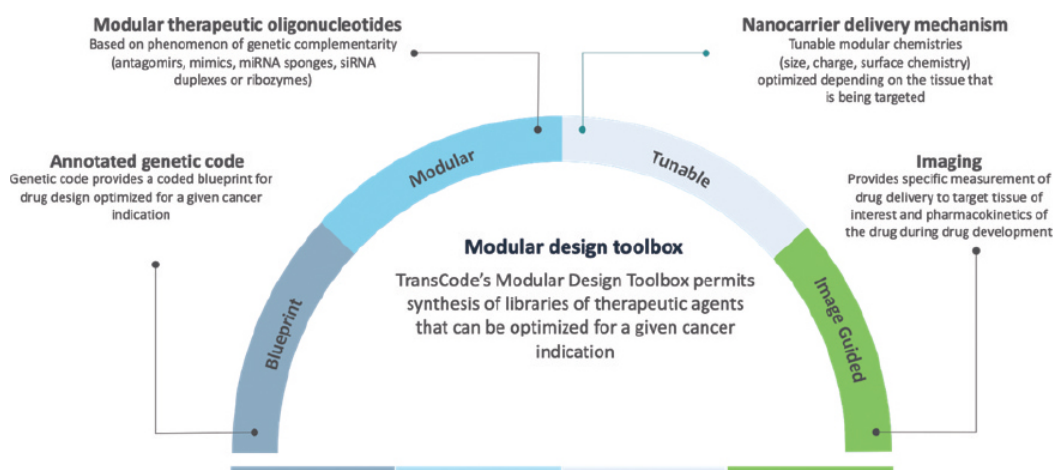 Modular therapeutic oligonucleotides
Based on phenomenon of genetic complementarity
(antagomirs, mimics, miRNA sponges, siRNA
duplexes or ribozymes)
Nanocarrier delivery mechanism
Tunable modular chemistries
(size, charge, surface chemistry)
optimized depending on the tissue that
is being targeted
Annotated genetic code
Genetic code provides a coded blueprint for
drug design optimized for a given cancer
indication
Modular
Tunable
Imaging
Provides specific measurement of
drug delivery to target tissue of
interest and pharmacokinetics of
the drug during drug development
Blueprint
Modular design toolbox
TransCode's Modular Design Toolbox permits
synthesis of libraries of therapeutic agents
that can be optimized for a given cancer
indication
Image Guided